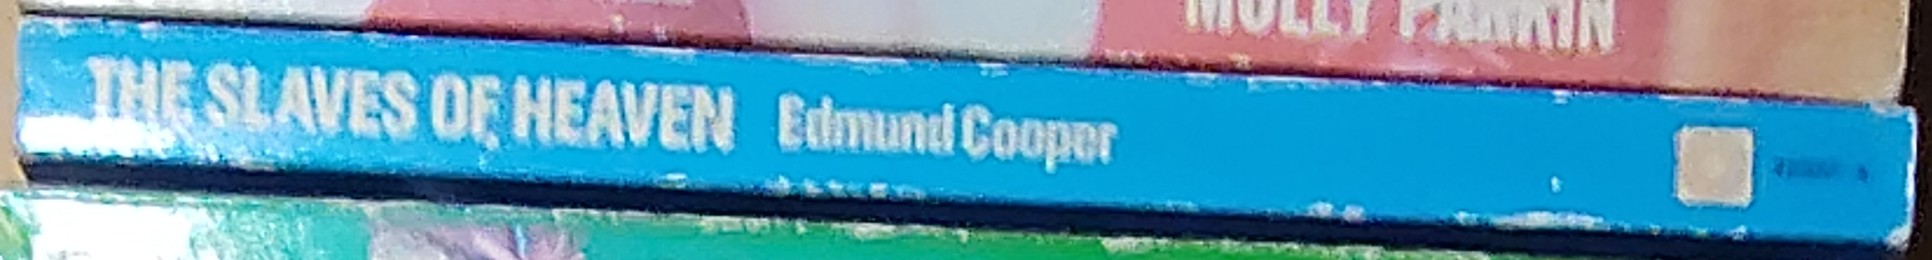 MOLLY PARKIN
THE SLAVES OF HEAVEN Edmund Cooper